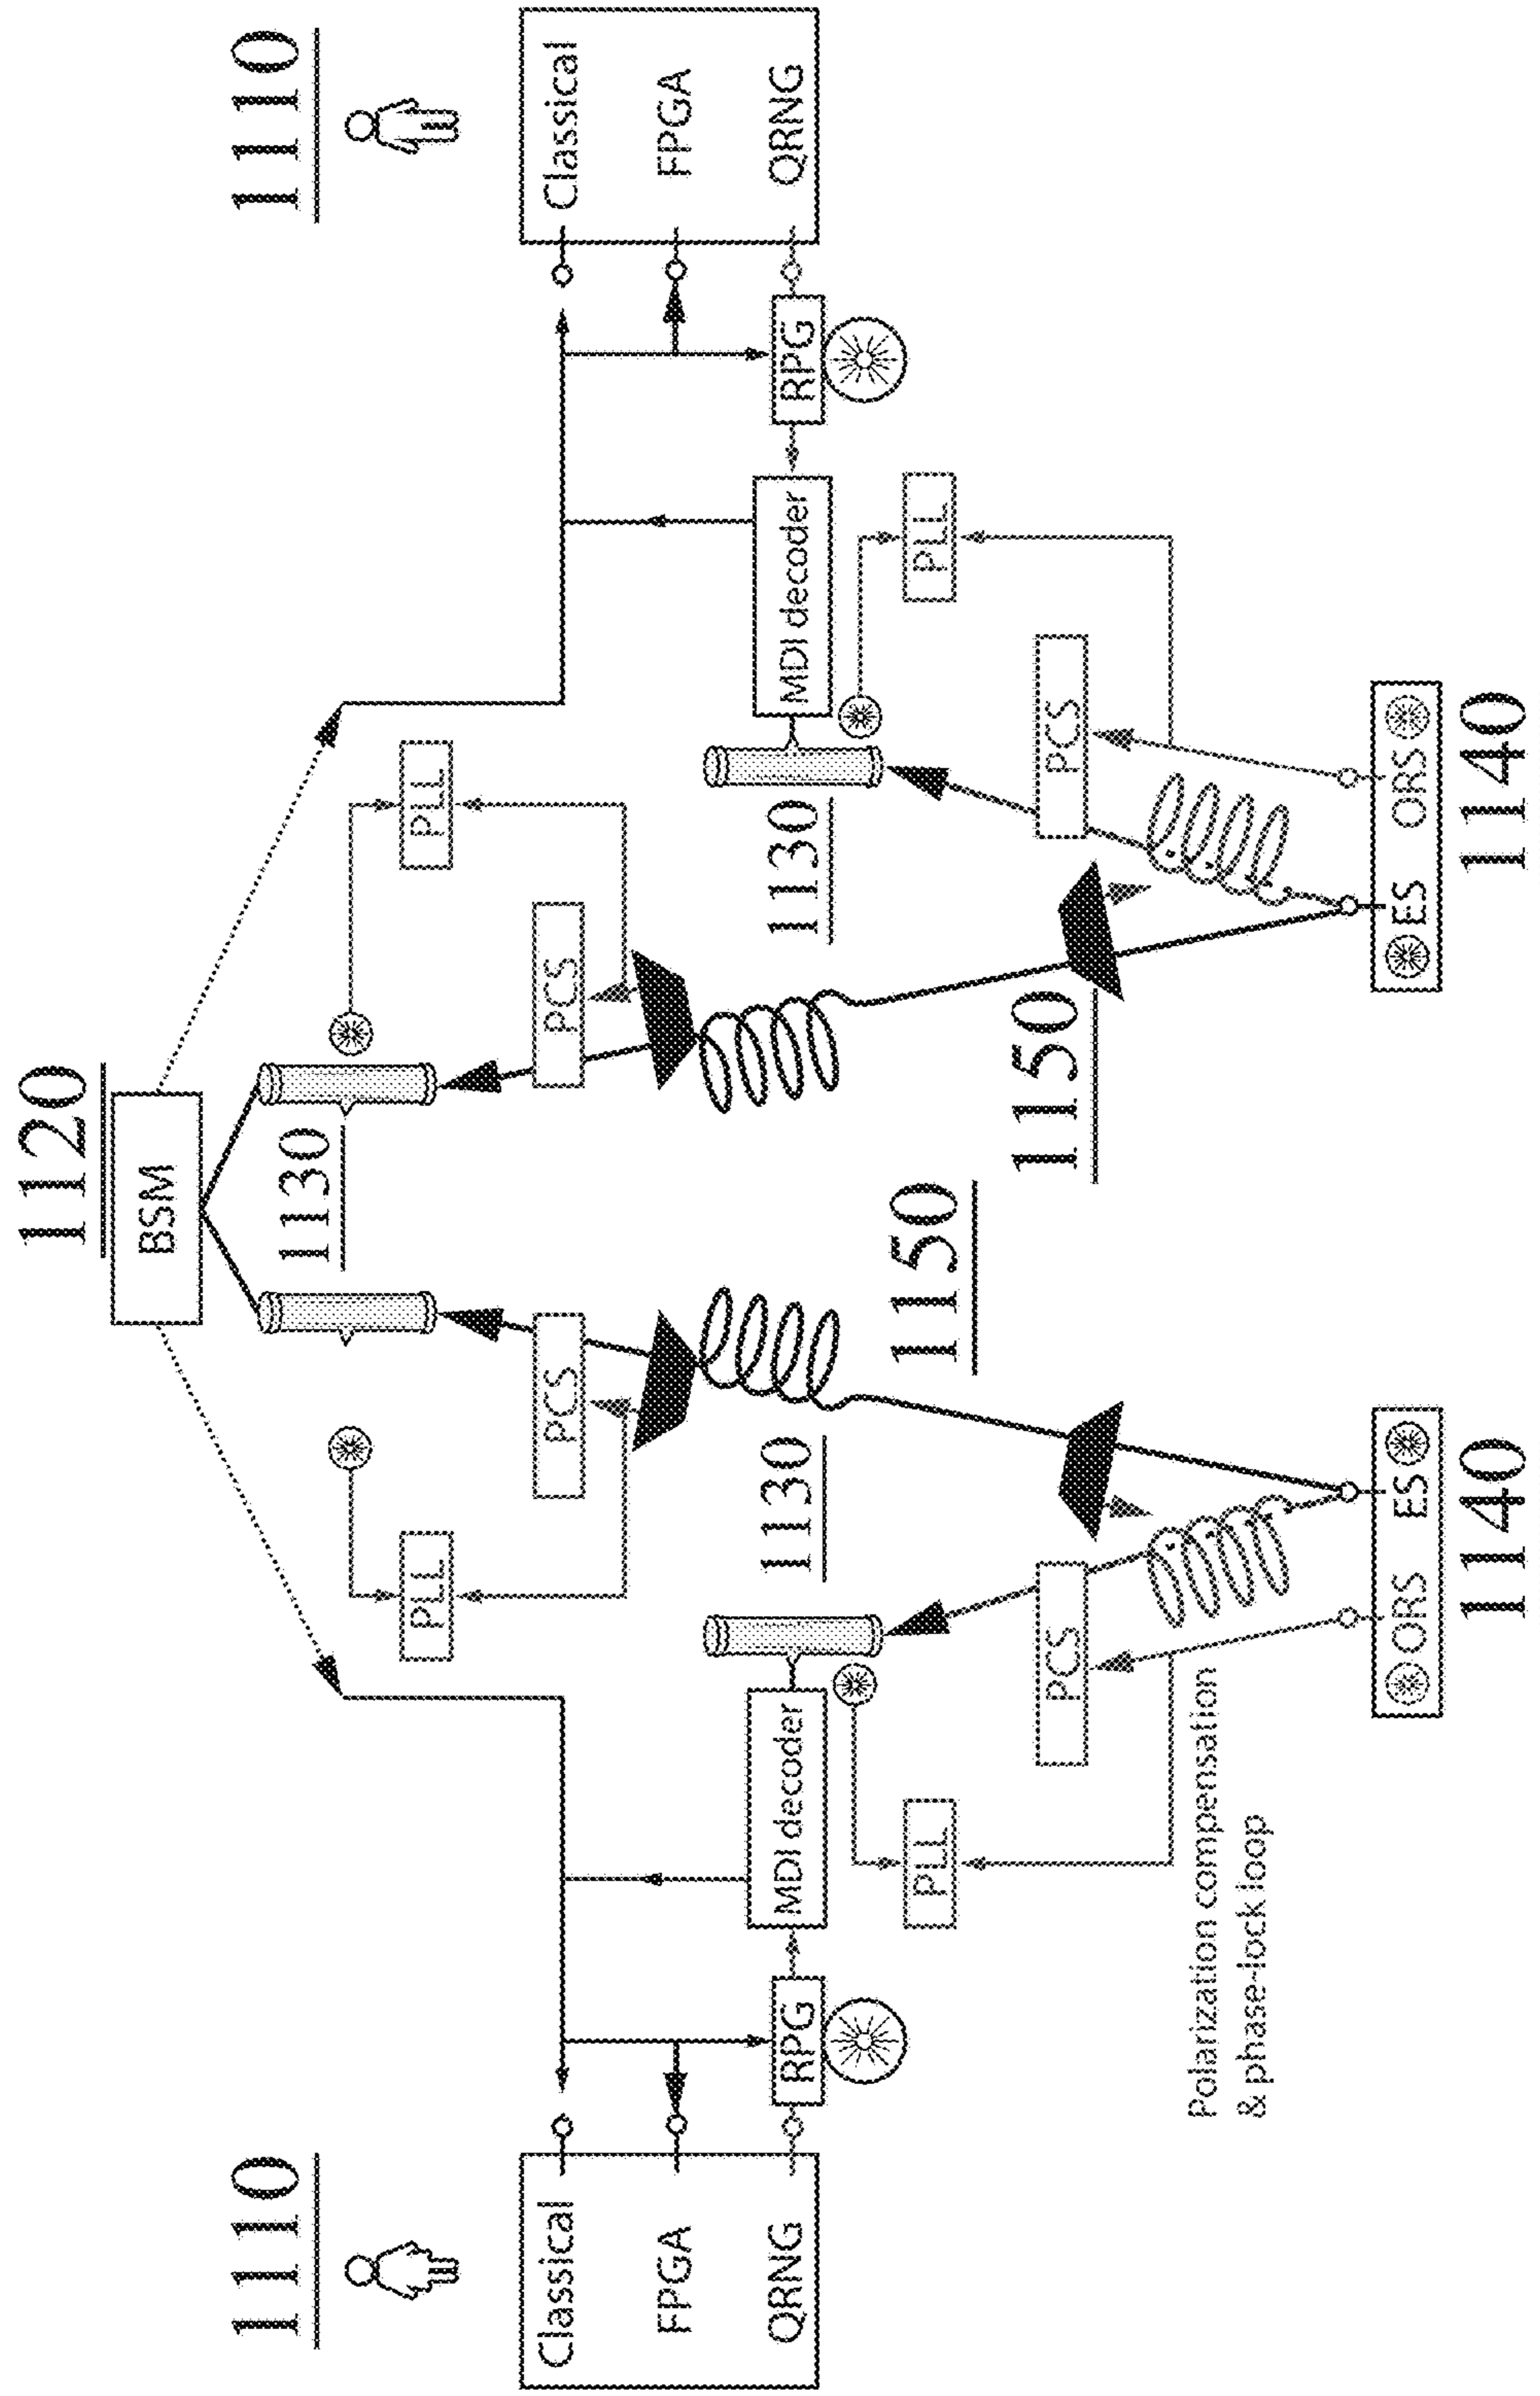 1120
BSM
1110
1110
1130
PLL
PLL
Classical
PCS
PCS
Classical
FPGA
FPGA
QRNG
RPG
MDI decoder
1130
1130
MDI decoder
RPG
QRNG
PLL
1150
PLL
1150
PCS
PCS
Polarization compensation
& phase-lock loop
ORS ES
ES ORS
1140
1140